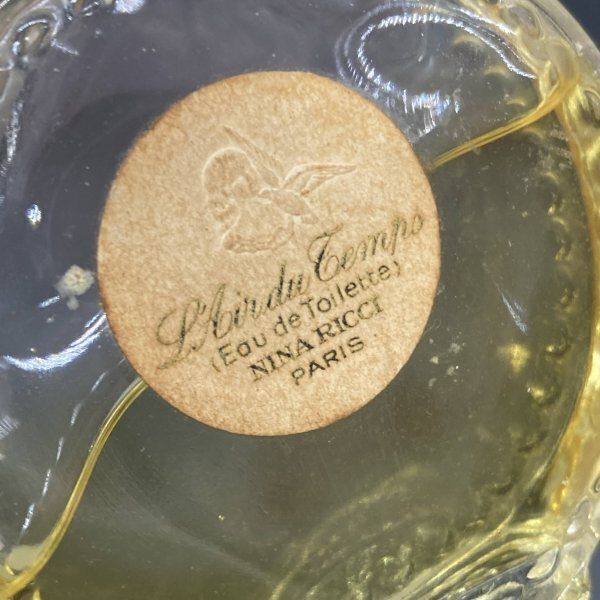 L'Air du Temps
(Eau de Toilette)
NINA RICCI
PARIS